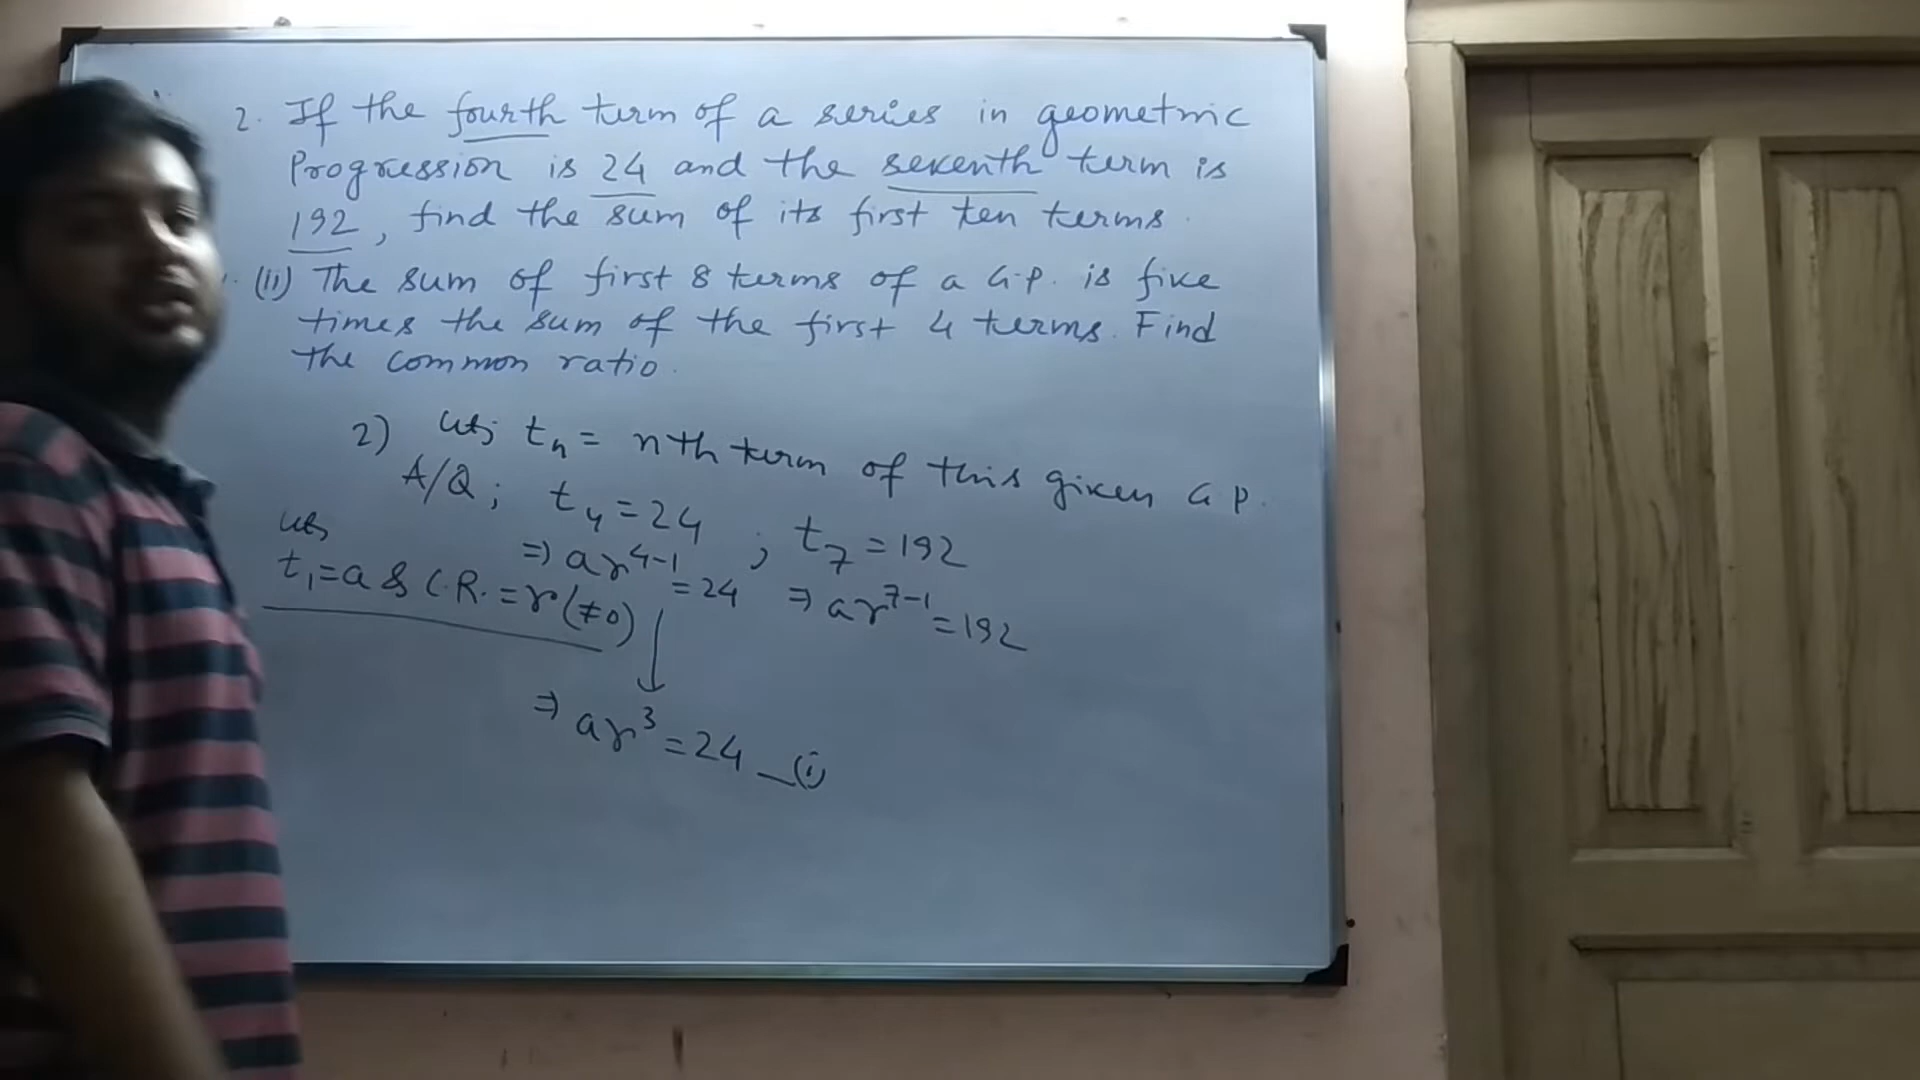 2. If the fourth term of a series in geometric
Progression is 24 and the seventh term is
192, find the sum of its first ten terms.
(ii) The sum of first 8 terms of a G.P. is five
times the sum of the first 4 terms. Find
the common ratio.
2) Let, tₙ = nth term of this given G P.
A/Q; t₄ = 24 ; t₇ = 192
⇒ ar⁴⁻¹ = 24 ⇒ ar⁷⁻¹ = 192
Let,
t₁ = a & C.R. = r (≠0)
⇒ ar³ = 24 _(i)